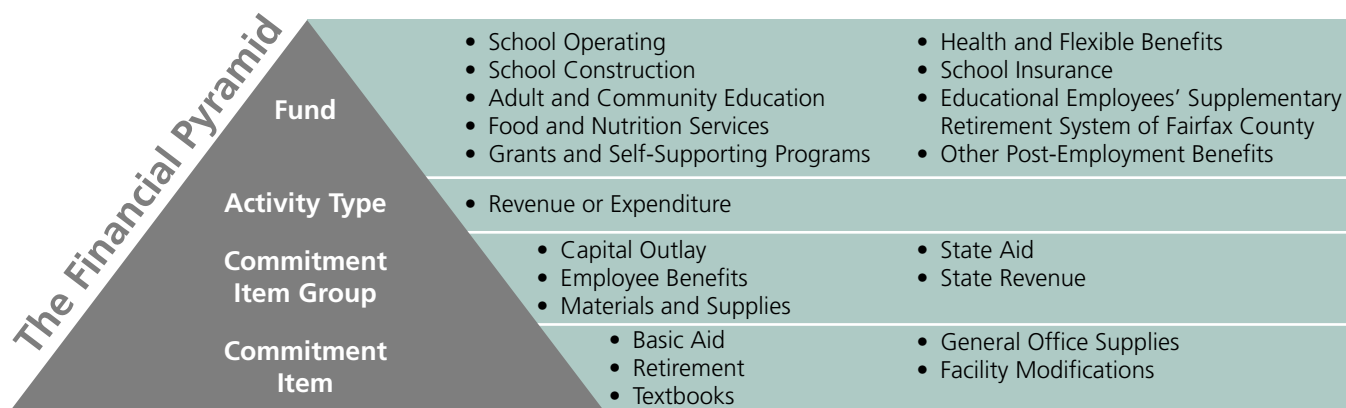 The Financial Pyramid
Fund
• School Operating
• School Construction
• Adult and Community Education
• Food and Nutrition Services
• Grants and Self-Supporting Programs
• Health and Flexible Benefits
• School Insurance
• Educational Employees’ Supplementary
Retirement System of Fairfax County
• Other Post-Employment Benefits
Activity Type
• Revenue or Expenditure
Commitment
Item Group
• Capital Outlay
• Employee Benefits
• Materials and Supplies
• State Aid
• State Revenue
Commitment
Item
• Basic Aid
• Retirement
• Textbooks
• General Office Supplies
• Facility Modifications